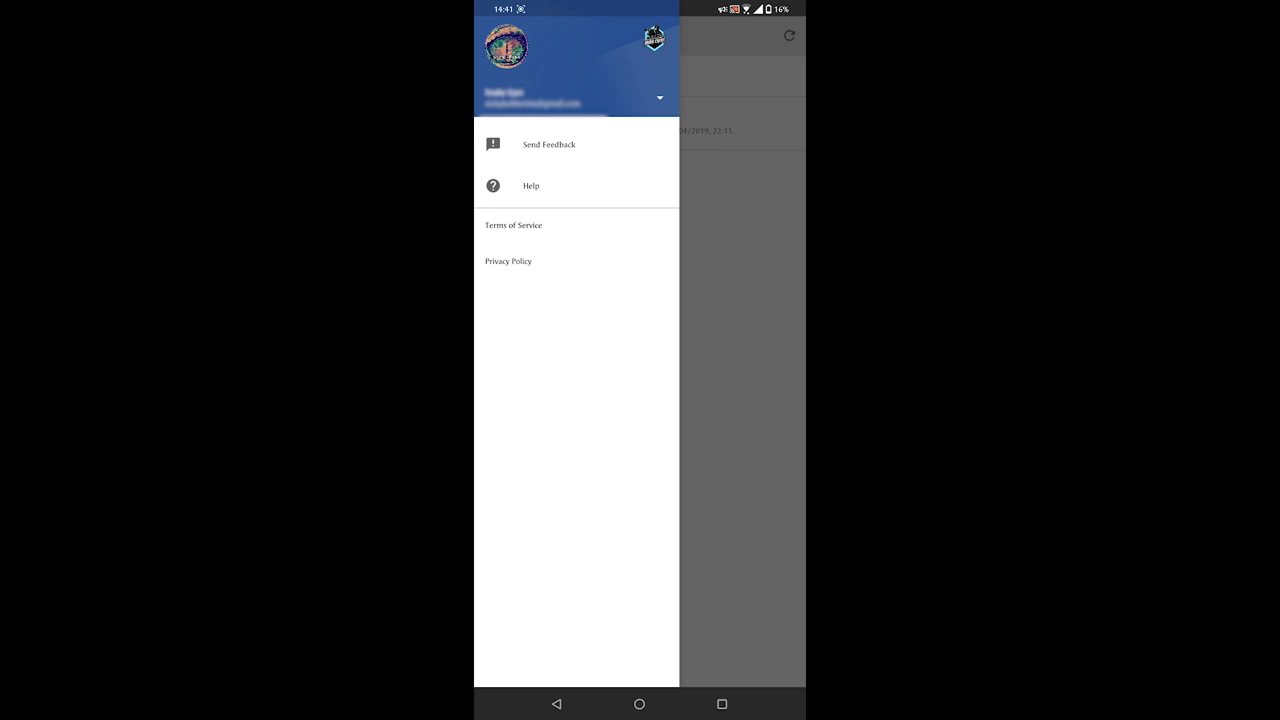 14:41
16%
04/2019, 22:11.
Send Feedback
Help
Terms of Service
Privacy Policy